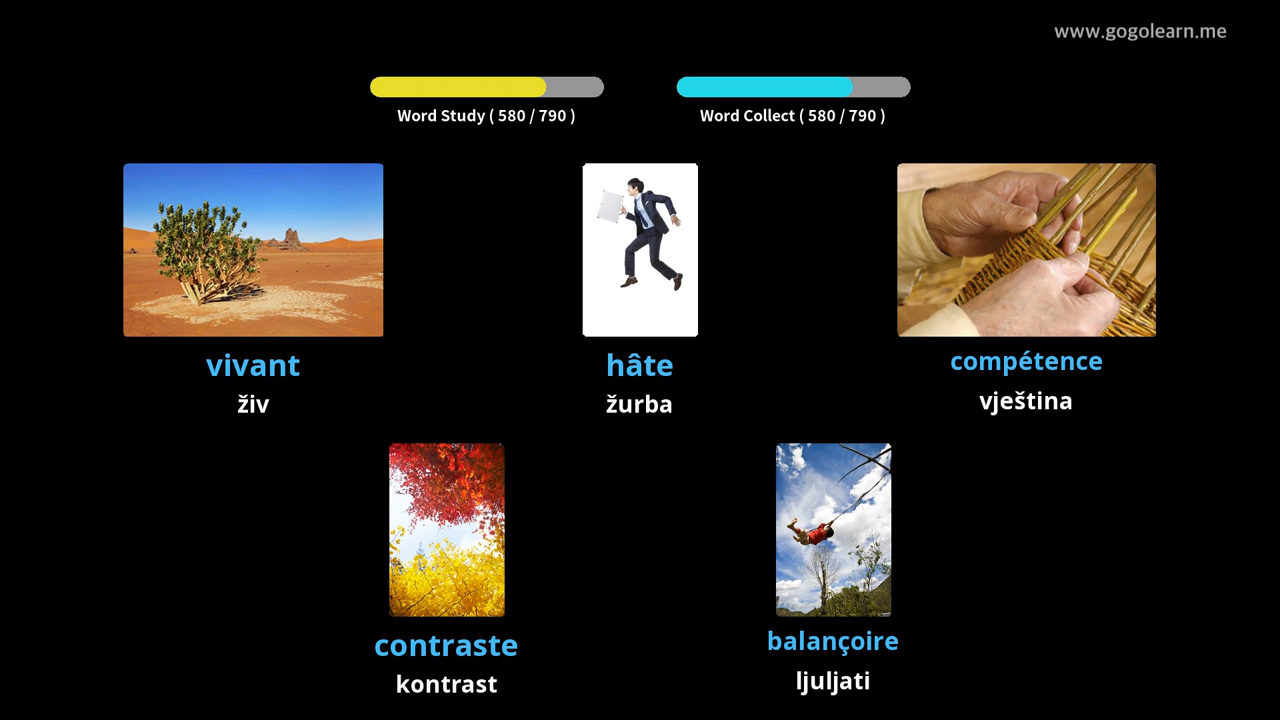 www.gogolearn.me
Word Study ( 580 / 790 )
Word Collect ( 580 / 790 )
vivant
živ
hâte
žurba
compétence
vještina
contraste
kontrast
balançoire
ljuljati